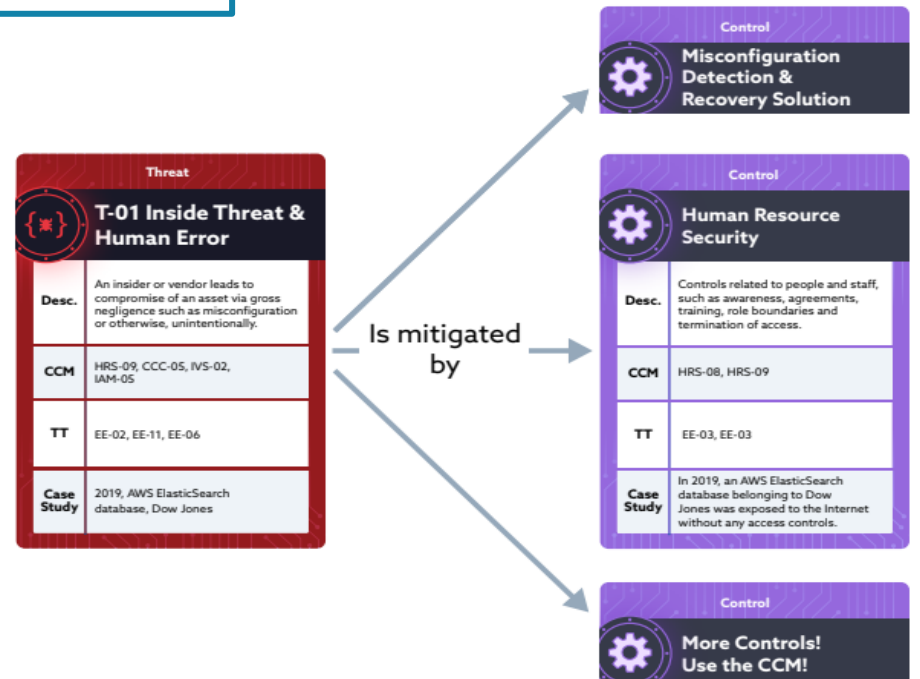 Control
Misconfiguration
Detection &
Recovery Solution
Threat
T-01 Inside Threat &
Human Error
Desc.
An insider or vendor leads to
compromise of an asset via gross
negligence such as misconfiguration
or otherwise, unintentionally.
CCM
HRS-09, CCC-05, IVS-02,
IAM-05
TT
EE-02, EE-11, EE-06
Case
Study
2019, AWS ElasticSearch
database, Dow Jones
Is mitigated
by
Control
Human Resource
Security
Desc.
Controls related to people and staff,
such as awareness, agreements,
training, role boundaries and
termination of access.
CCM
HRS-08, HRS-09
TT
EE-03, EE-03
Case
Study
In 2019, an AWS ElasticSearch
database belonging to Dow
Jones was exposed to the Internet
without any access controls.
Control
More Controls!
Use the CCM!